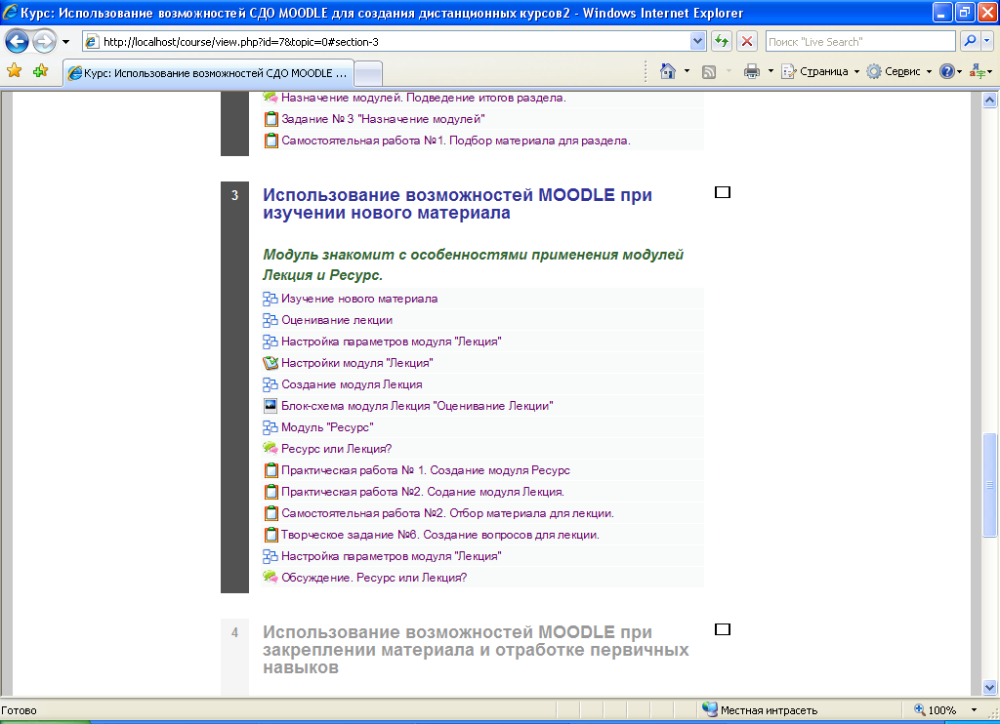 Курс: Использование возможностей СДО MOODLE для создания дистанционных курсов2 - Windows Internet Explorer
http://localhost/course/view.php?id=7&topic=0#section-3
Поиск "Live Search"
Курс: Использование возможностей СДО MOODLE ...
Страница
Сервис
Назначение модулей. Подведение итогов раздела.
Задание № 3 "Назначение модулей"
Самостоятельная работа №1. Подбор материала для раздела.
3
Использование возможностей MOODLE при
изучении нового материала
Модуль знакомит с особенностями применения модулей
Лекция и Ресурс.
Изучение нового материала
Оценивание лекции
Настройка параметров модуля "Лекция"
Настройки модуля "Лекция"
Создание модуля Лекция
Блок-схема модуля Лекция "Оценивание Лекции"
Модуль "Ресурс"
Ресурс или Лекция?
Практическая работа № 1. Создание модуля Ресурс
Практическая работа №2. Содание модуля Лекция.
Самостоятельная работа №2. Отбор материала для лекции.
Творческое задание №6. Создание вопросов для лекции.
Настройка параметров модуля "Лекция"
Обсуждение. Ресурс или Лекция?
4
Использование возможностей MOODLE при
закреплении материала и отработке первичных
навыков
Готово
Местная интрасеть
100%